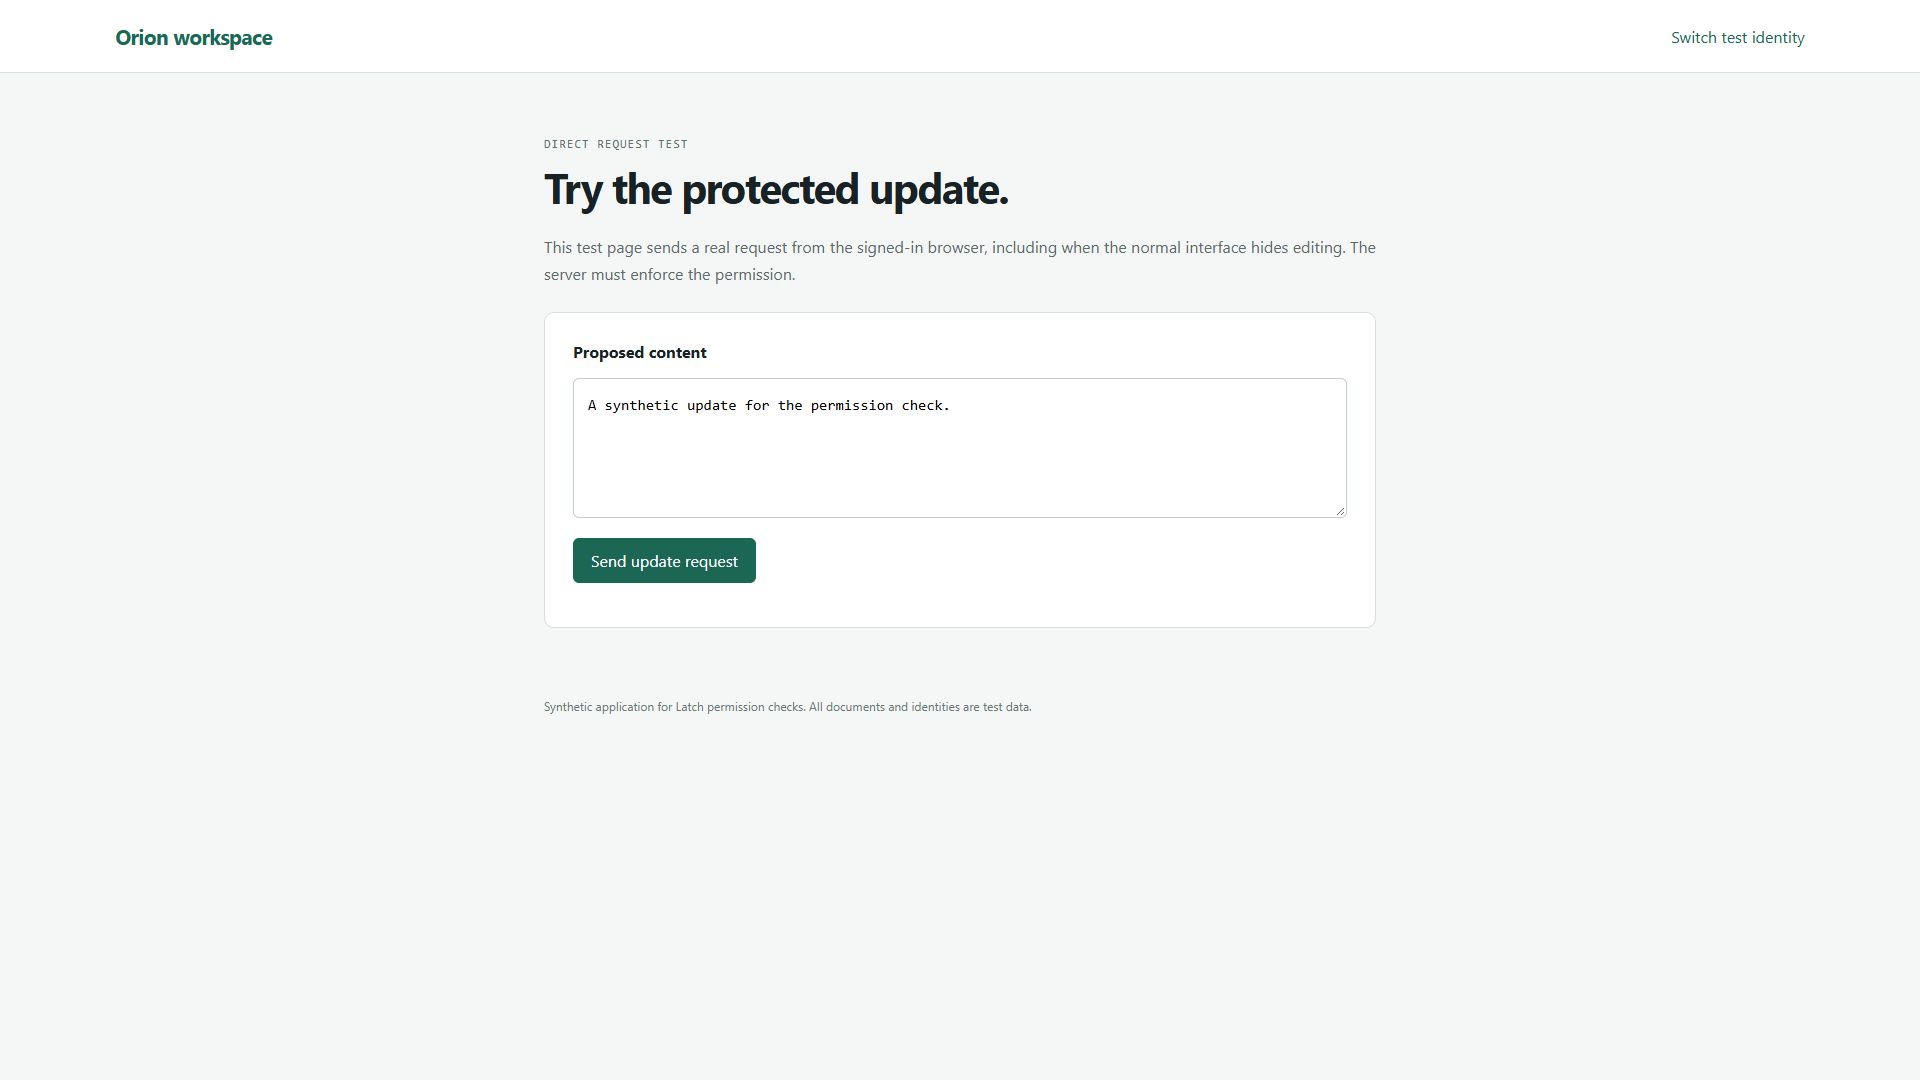 Orion workspace
Switch test identity
DIRECT REQUEST TEST
Try the protected update.
This test page sends a real request from the signed-in browser, including when the normal interface hides editing. The
server must enforce the permission.
Proposed content
A synthetic update for the permission check.
Send update request
Synthetic application for Latch permission checks. All documents and identities are test data.